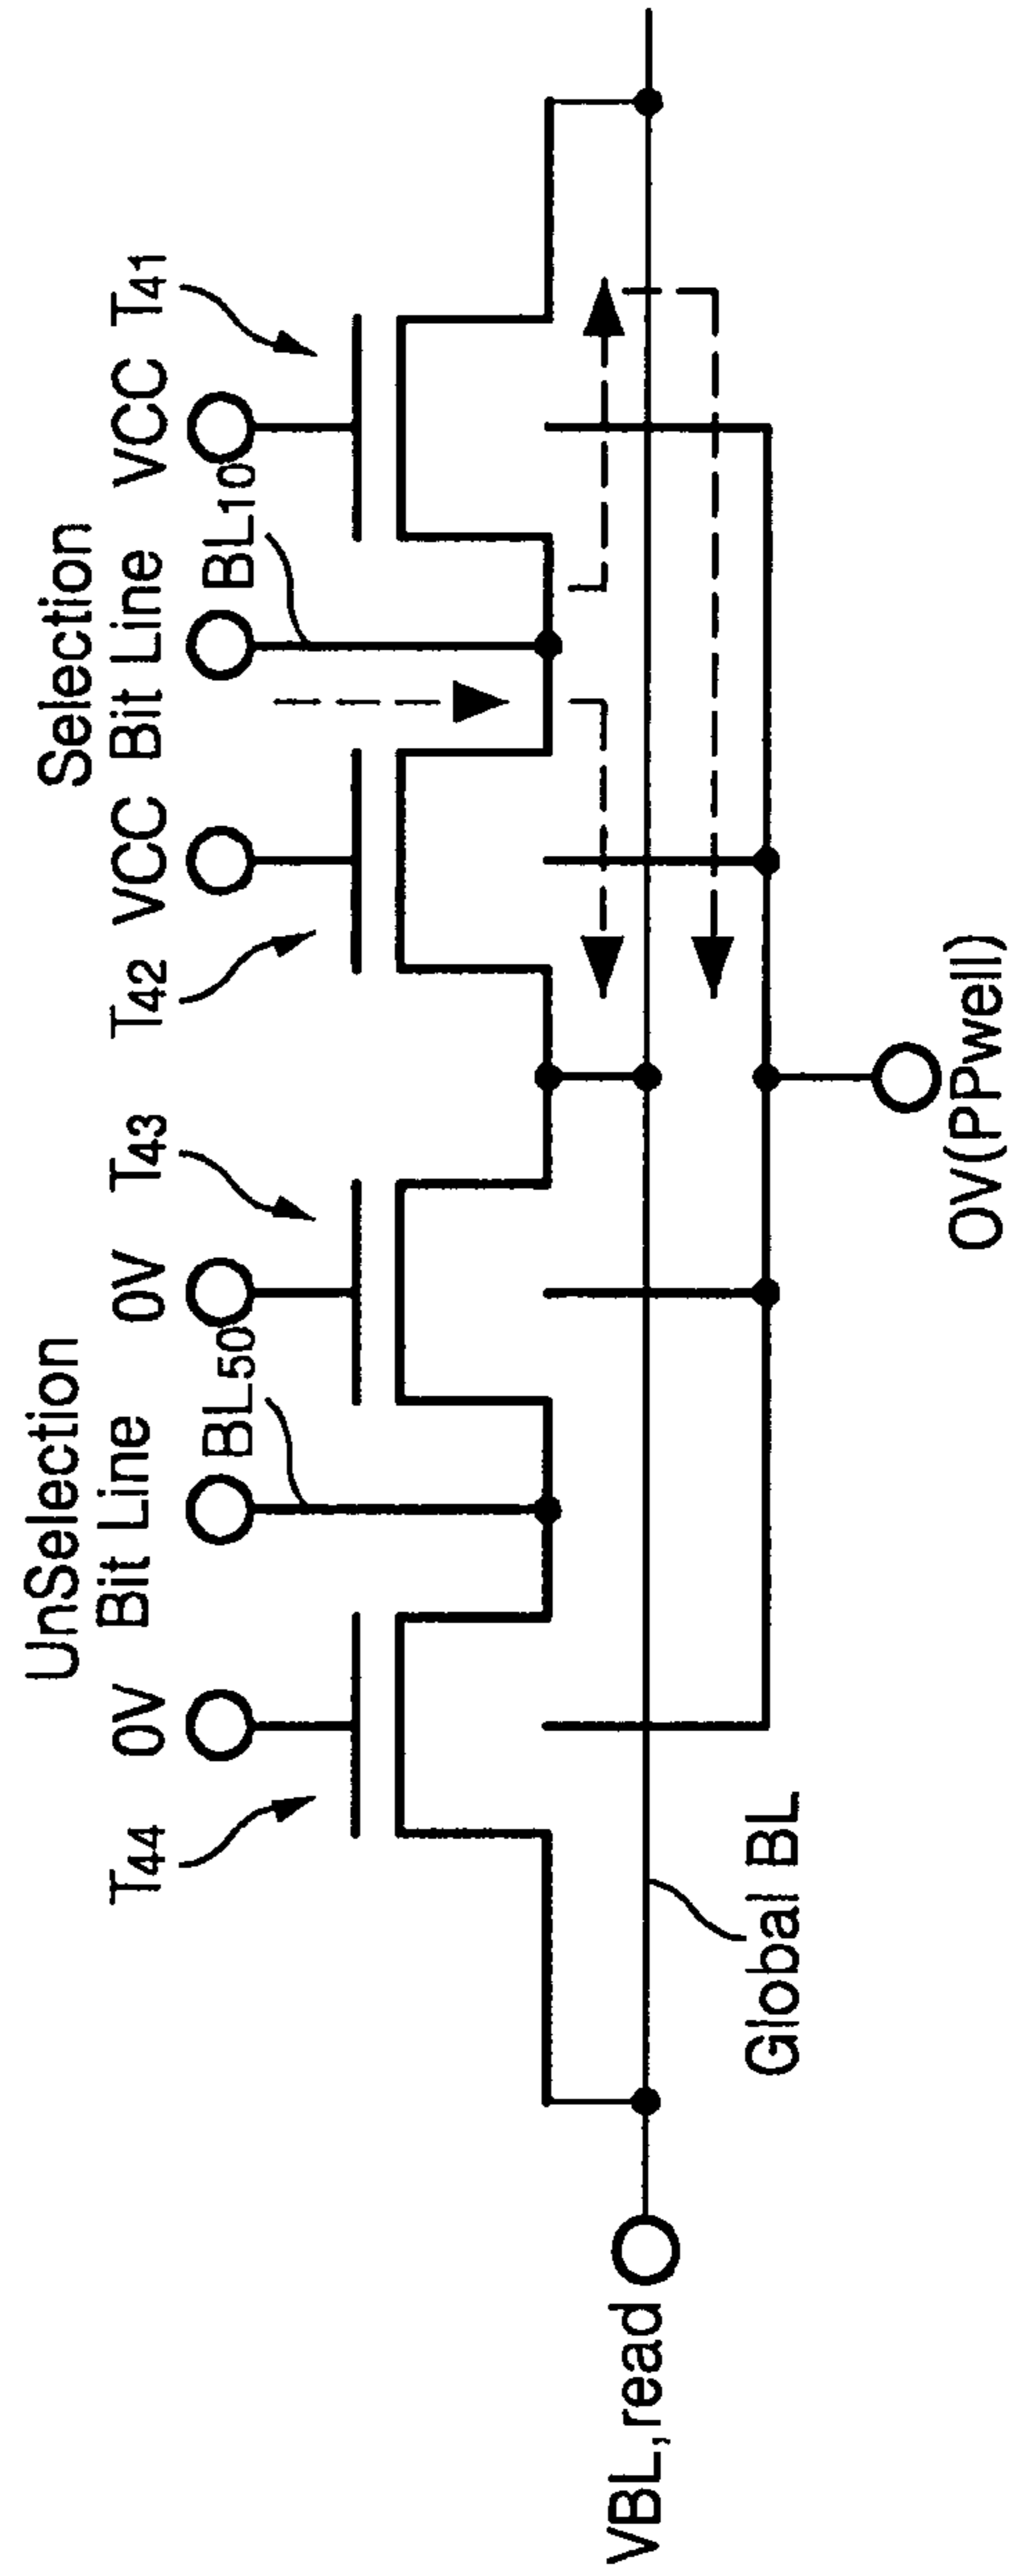 UnSelection
Bit Line
Selection
Bit Line
T44
0V
BL50
0V
T43
T42
VCC
BL10
VCC
T41
VBL,read
Global BL
OV(PPwell)